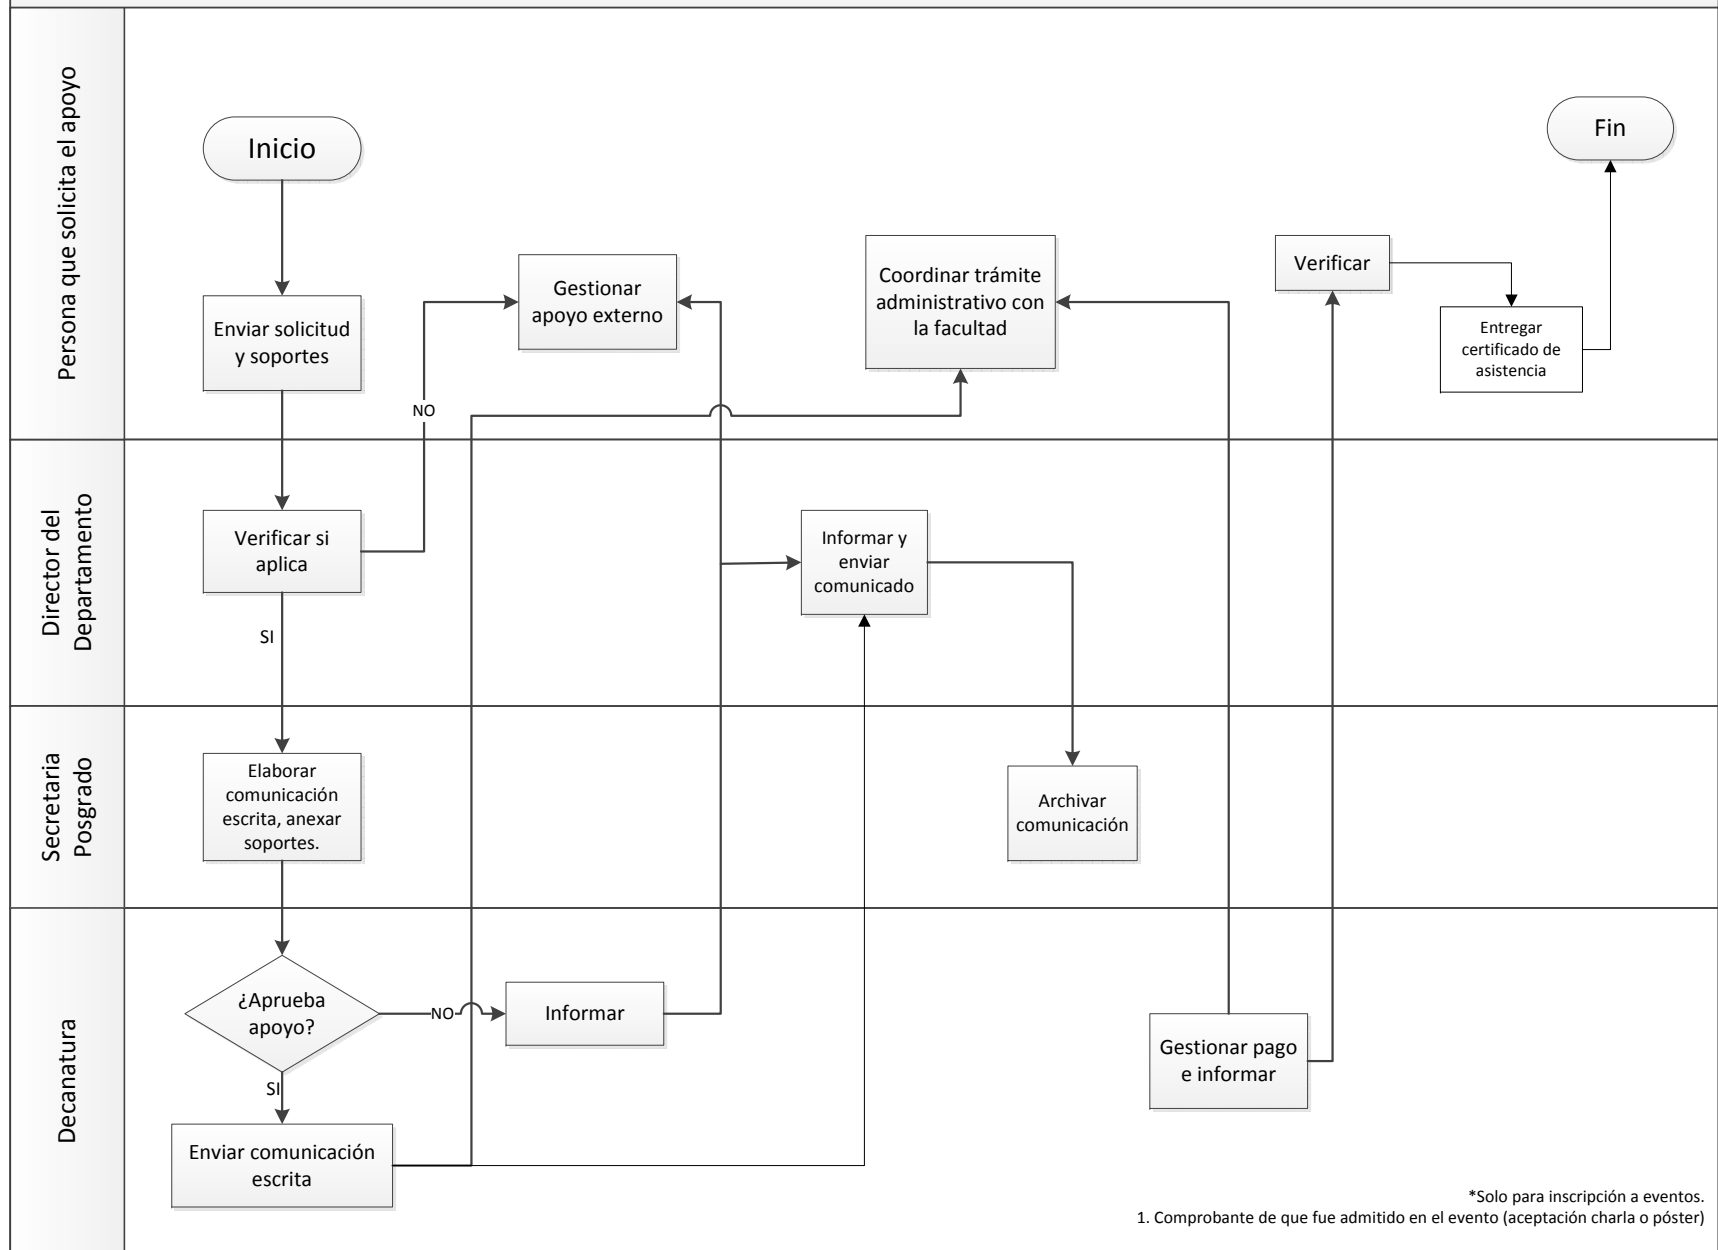 Persona que solicita el apoyo
Inicio
Fin
Enviar solicitud
y soportes
Gestionar
apoyo externo
Coordinar trámite
administrativo con
la facultad
Verificar
Entregar
certificado de
asistencia
NO
Director del
Departamento
Verificar si
aplica
Informar y
enviar
comunicado
SI
Secretaria
Posgrado
Elaborar
comunicación
escrita, anexar
soportes.
Archivar
comunicación
Decanatura
¿Aprueba
apoyo?
NO
Informar
Gestionar pago
e informar
SI
Enviar comunicación
escrita
*Solo para inscripción a eventos.
1. Comprobante de que fue admitido en el evento (aceptación charla o póster)